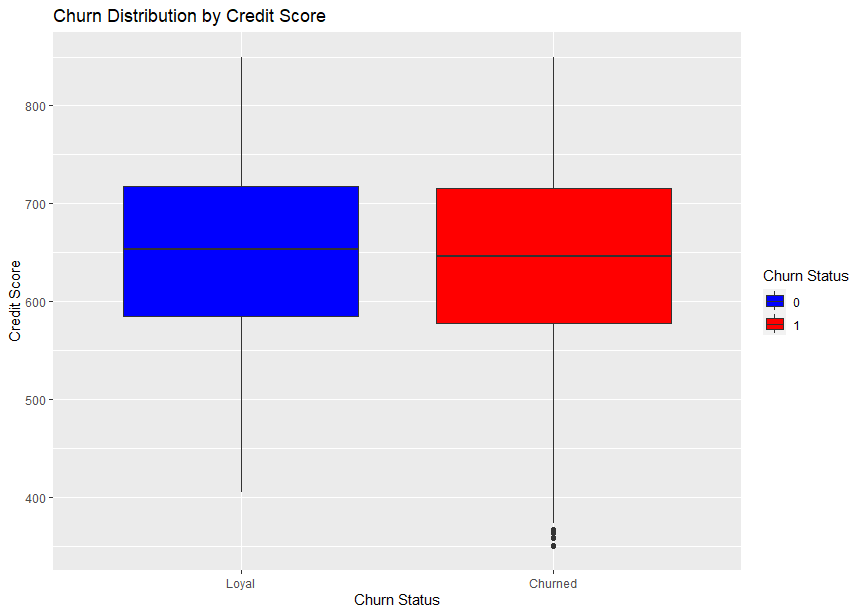 Churn Distribution by Credit Score
Credit Score
800
700
600
500
400
Loyal
Churned
Churn Status
Churn Status
0
1